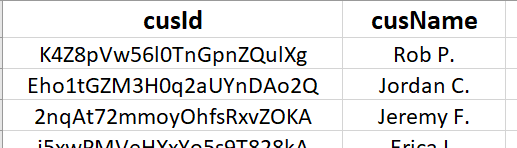 cusId cusName
K4Z8pVw56l0TnGpnZQulXg Rob P.
Eho1tGZM3H0q2aUYnDAo2Q Jordan C.
2nqAt72mmoyOhfsRxvZOKA Jeremy F.